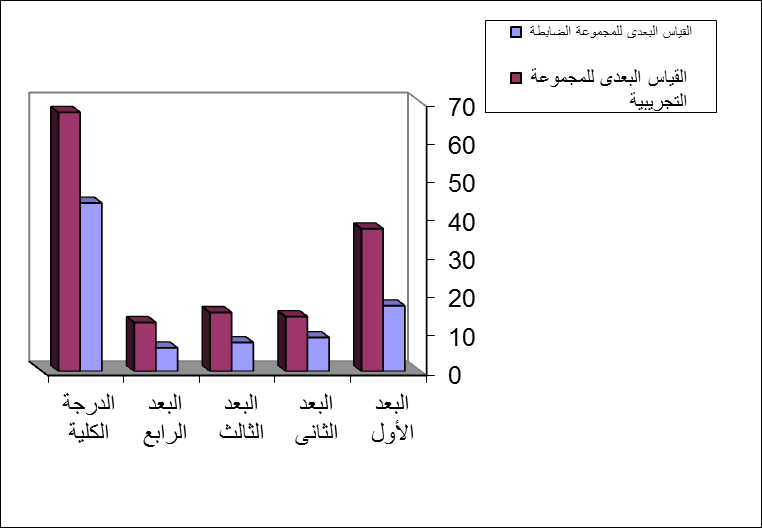 القياس البعدى للمجموعة الضابطة
القياس البعدى للمجموعة
التجريبية
70
60
50
40
30
20
10
0
البعد
الأول
البعد
الثانى
البعد
الثالث
البعد
الرابع
الدرجة
الكلية